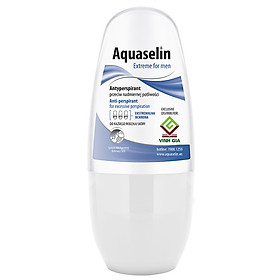 Aquaselin
Extreme for men
Antyperspirant
przeciw nadmiernej potliwości
Anti-perspirant
for excessive perspiration
EKSTREMALNA
OCHRONA
DO KAŻDEGO RODZAJU SKÓRY
EXCLUSIVE
DISTRIBUTOR
VINH GIA
Hotline: 1900 1259
www.aquaselin.vn